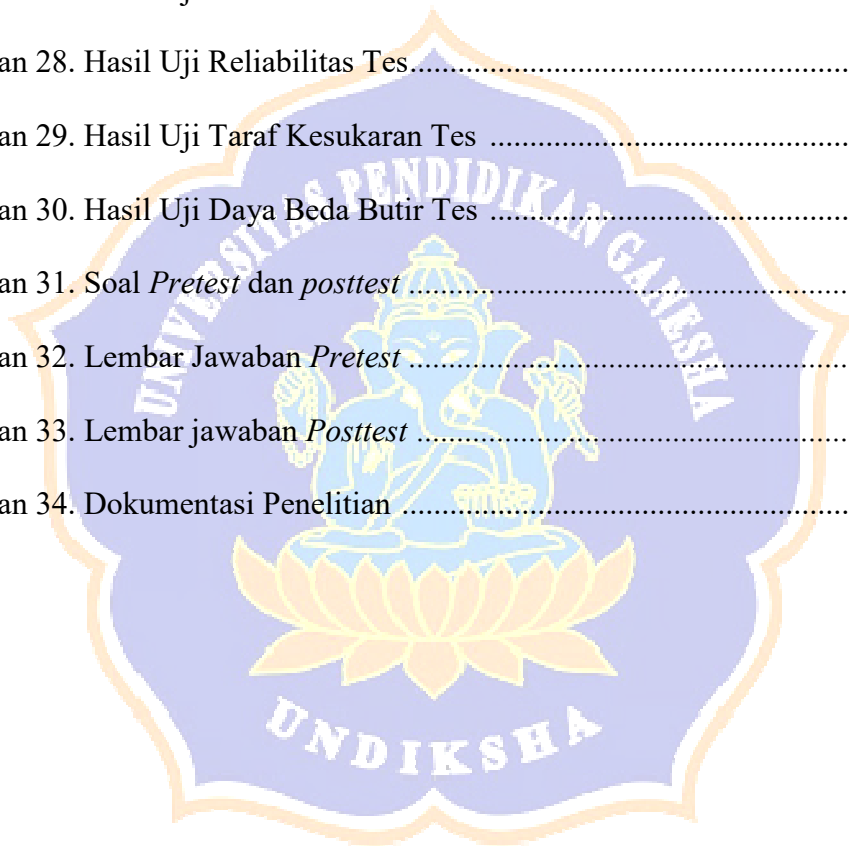 an 28. Hasil Uji Reliabilitas Tes......................................................
an 29. Hasil Uji Taraf Kesukaran Tes ............................................
an 30. Hasil Uji Daya Beda Butir Tes ............................................
an 31. Soal Pretest dan posttest ......................................................
an 32. Lembar Jawaban Pretest ......................................................
an 33. Lembar jawaban Posttest .....................................................
an 34. Dokumentasi Penelitian .......................................................
UNIVERSITAS PENDIDIKAN GANESHA
UNDIKSHA